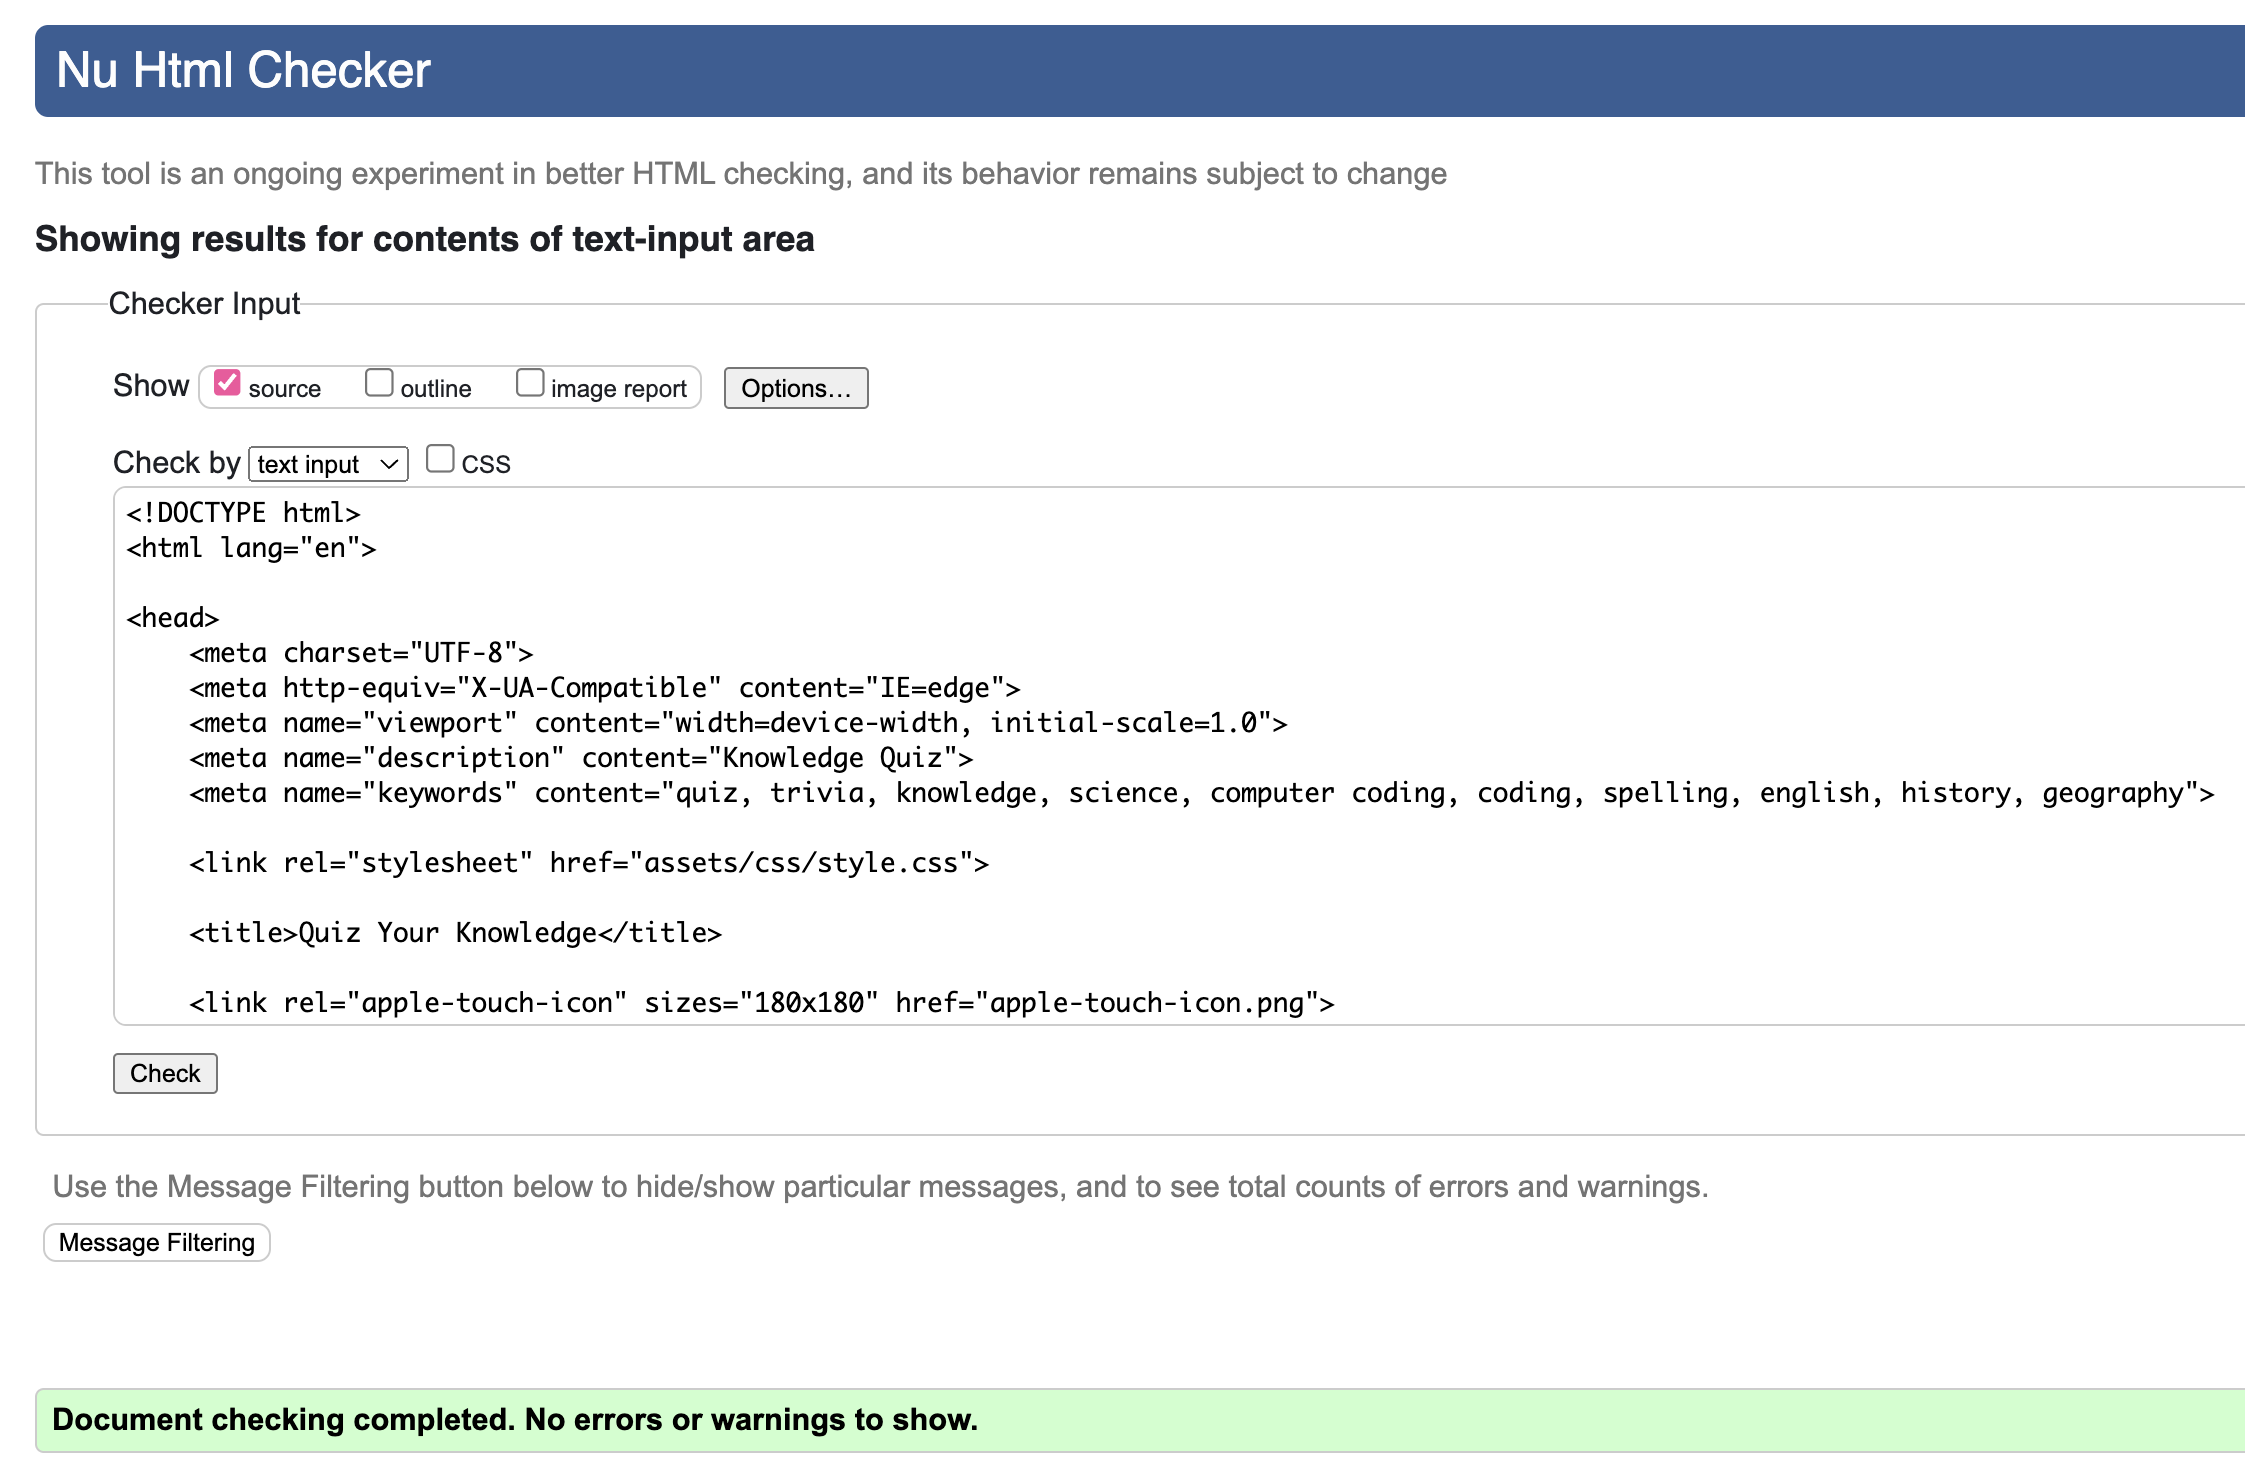 Nu Html Checker
This tool is an ongoing experiment in better HTML checking, and its behavior remains subject to change
Showing results for contents of text-input area
Checker Input
Show source outline image report Options...
Check by text input CSS
<!DOCTYPE html>
<html lang="en">
<head>
    <meta charset="UTF-8">
    <meta http-equiv="X-UA-Compatible" content="IE=edge">
    <meta name="viewport" content="width=device-width, initial-scale=1.0">
    <meta name="description" content="Knowledge Quiz">
    <meta name="keywords" content="quiz, trivia, knowledge, science, computer coding, coding, spelling, english, history, geography">
    <link rel="stylesheet" href="assets/css/style.css">
    <title>Quiz Your Knowledge</title>
    <link rel="apple-touch-icon" sizes="180x180" href="apple-touch-icon.png">
Check
Use the Message Filtering button below to hide/show particular messages, and to see total counts of errors and warnings.
Message Filtering
Document checking completed. No errors or warnings to show.